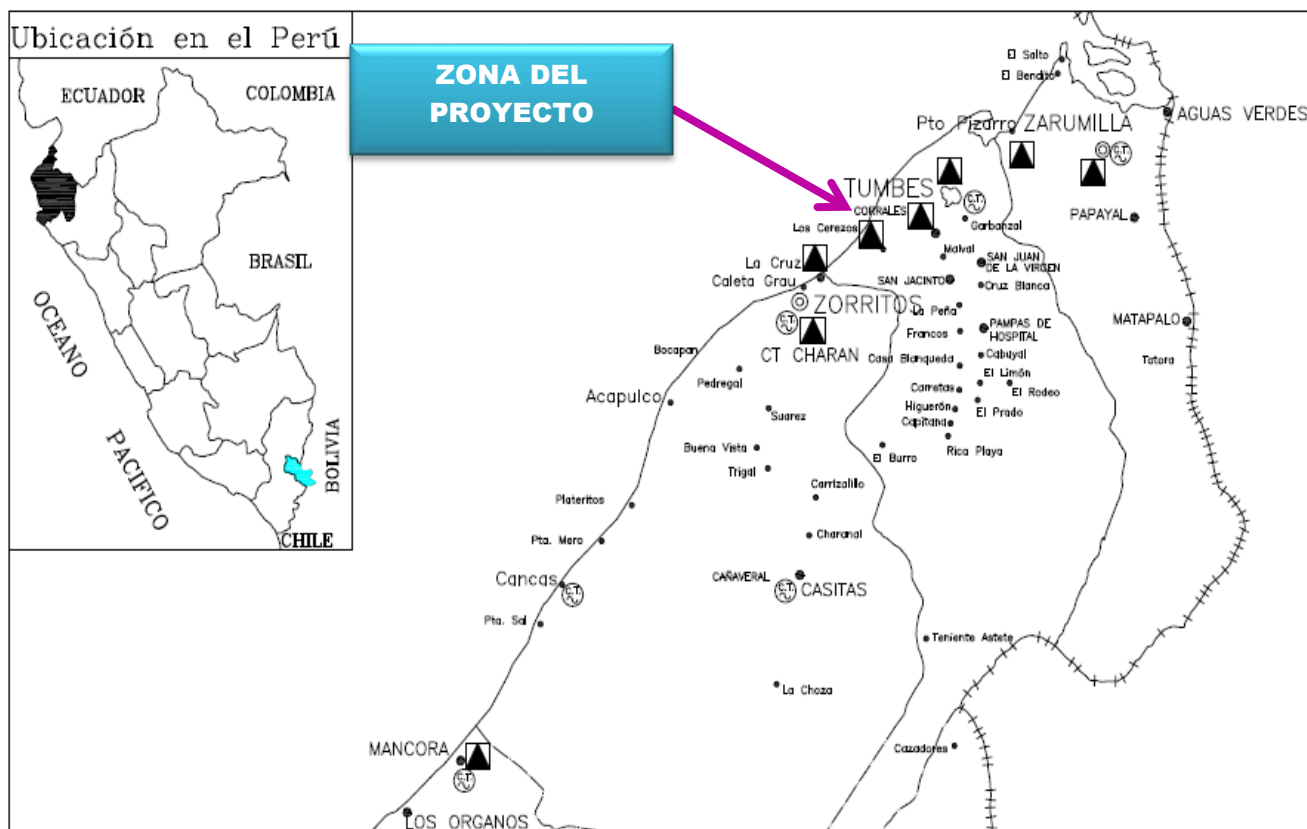 Ubicación en el Perú
ECUADOR
COLOMBIA
BRASIL
OCEANO
PACIFICO
BOLIVIA
CHILE
ZONA DEL
PROYECTO
El Salto
El Bendito
AGUAS VERDES
Pto Pizarro
ZARUMILLA
C.T.
TUMBES
C.T.
CORRALES
Garbanzal
PAPAYAL
Los Cerezos
Malval
La Cruz
SAN JUAN
DE LA VIRGEN
Caleta Grau
SAN JACINTO
Cruz Blanca
ZORRITOS
La Peña
C.T.
MATAPALO
Francos
PAMPAS DE
HOSPITAL
Bocapan
CT CHARAN
Casa Blanqueda
Cabuyal
Totora
Pedregal
El Limón
Acapulco
Carretas
El Rodeo
Suarez
Higuerón
El Prado
Capitana
Buena Vista
Rica Playa
El Burro
Trigal
Carrizalillo
Plateritos
Charanal
Pta. Mero
Cancas
C.T.
CAÑAVERAL
C.T.
CASITAS
Pta. Sal
Teniente Astete
La Choza
MANCORA
C.T.
Cazadores
LOS ORGANOS